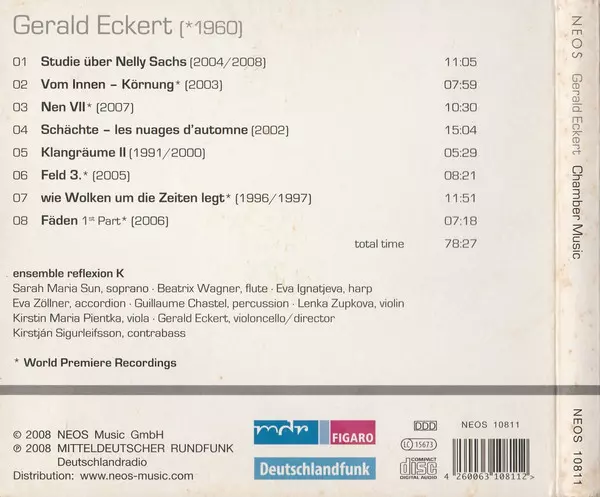 Gerald Eckert (*1960)
01 Studie über Nelly Sachs (2004/2008) 11:05
02 Vom Innen – Körnung* (2003) 07:59
03 Nen VII* (2007) 10:30
04 Schächte – les nuages d'automne (2002) 15:04
05 Klangräume II (1991/2000) 05:29
06 Feld 3.* (2005) 08:21
07 wie Wolken um die Zeiten legt* (1996/1997) 11:51
08 Fäden 1st Part* (2006) 07:18
total time 78:27
ensemble reflexion K
Sarah Maria Sun, soprano · Beatrix Wagner, flute · Eva Ignatjeva, harp
Eva Zöllner, accordion · Guillaume Chastel, percussion · Lenka Zupkova, violin
Kirstin Maria Pientka, viola · Gerald Eckert, violoncello/director
Kirstján Sigurleifsson, contrabass
* World Premiere Recordings
© 2008 NEOS Music GmbH
℗ 2008 MITTELDEUTSCHER RUNDFUNK
Deutschlandradio
Distribution: www.neos-music.com
mdr FIGARO
Deutschlandfunk
DDD
LC 15673
COMPACT
disc
DIGITAL AUDIO
NEOS 10811
4 260063 108112 >
NEOS Gerald Eckert Chamber Music NEOS 10811